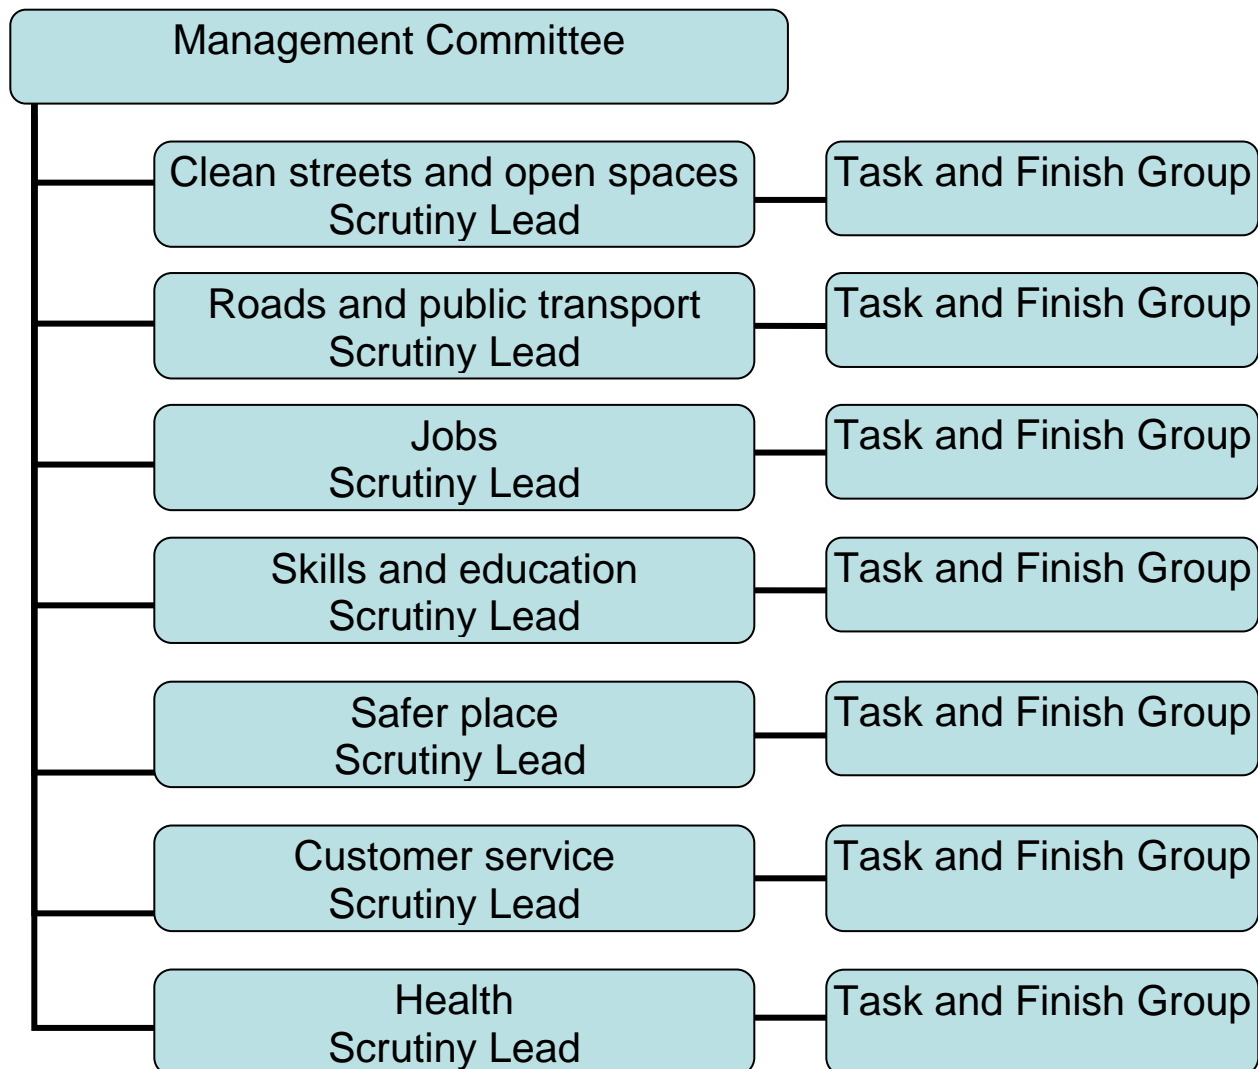 Management Committee
Clean streets and open spaces
Scrutiny Lead
Task and Finish Group
Roads and public transport
Scrutiny Lead
Task and Finish Group
Jobs
Scrutiny Lead
Task and Finish Group
Skills and education
Scrutiny Lead
Task and Finish Group
Safer place
Scrutiny Lead
Task and Finish Group
Customer service
Scrutiny Lead
Task and Finish Group
Health
Scrutiny Lead
Task and Finish Group